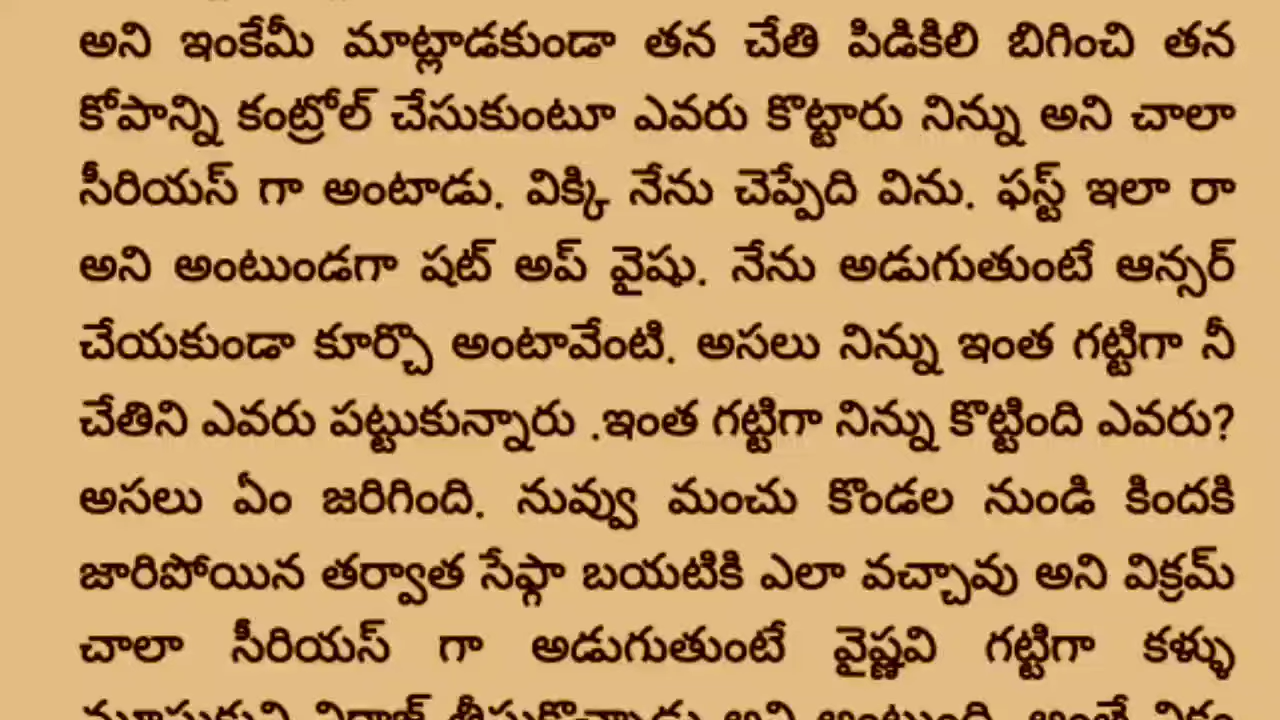 అని ఇంకేమీ మాట్లాడకుండా తన చేతి పిడికిలి బిగించి తన
కోపాన్ని కంట్రోల్ చేసుకుంటూ ఎవరు కొట్టారు నిన్ను అని చాలా
సీరియస్ గా అంటాడు. విక్కి నేను చెప్పేది విను. ఫస్ట్ ఇలా రా
అని అంటుండగా షట్ అప్ వైషు. నేను అడుగుతుంటే ఆన్సర్
చేయకుండా కూర్చొ అంటావేంటి. అసలు నిన్ను ఇంత గట్టిగా నీ
చేతిని ఎవరు పట్టుకున్నారు .ఇంత గట్టిగా నిన్ను కొట్టింది ఎవరు?
అసలు ఏం జరిగింది. నువ్వు మంచు కొండల నుండి కిందకి
జారిపోయిన తర్వాత సేఫ్గా బయటికి ఎలా వచ్చావు అని విక్రమ్
చాలా సీరియస్ గా అడుగుతుంటే వైష్ణవి గట్టిగా కళ్ళు